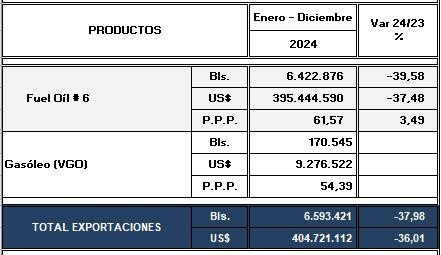 PRODUCTOS Enero – Diciembre Var 24/23
2024 %
Fuel Oíl # 6 Bls. 6.422.876 -39,58
US$ 395.444.590 -37,48
P.P.P. 61,57 3,49
Gasóleo (VGO) Bls. 170.545
US$ 9.276.522
P.P.P. 54,39
TOTAL EXPORTACIONES Bls. 6.593.421 -37,98
US$ 404.721.112 -36,01